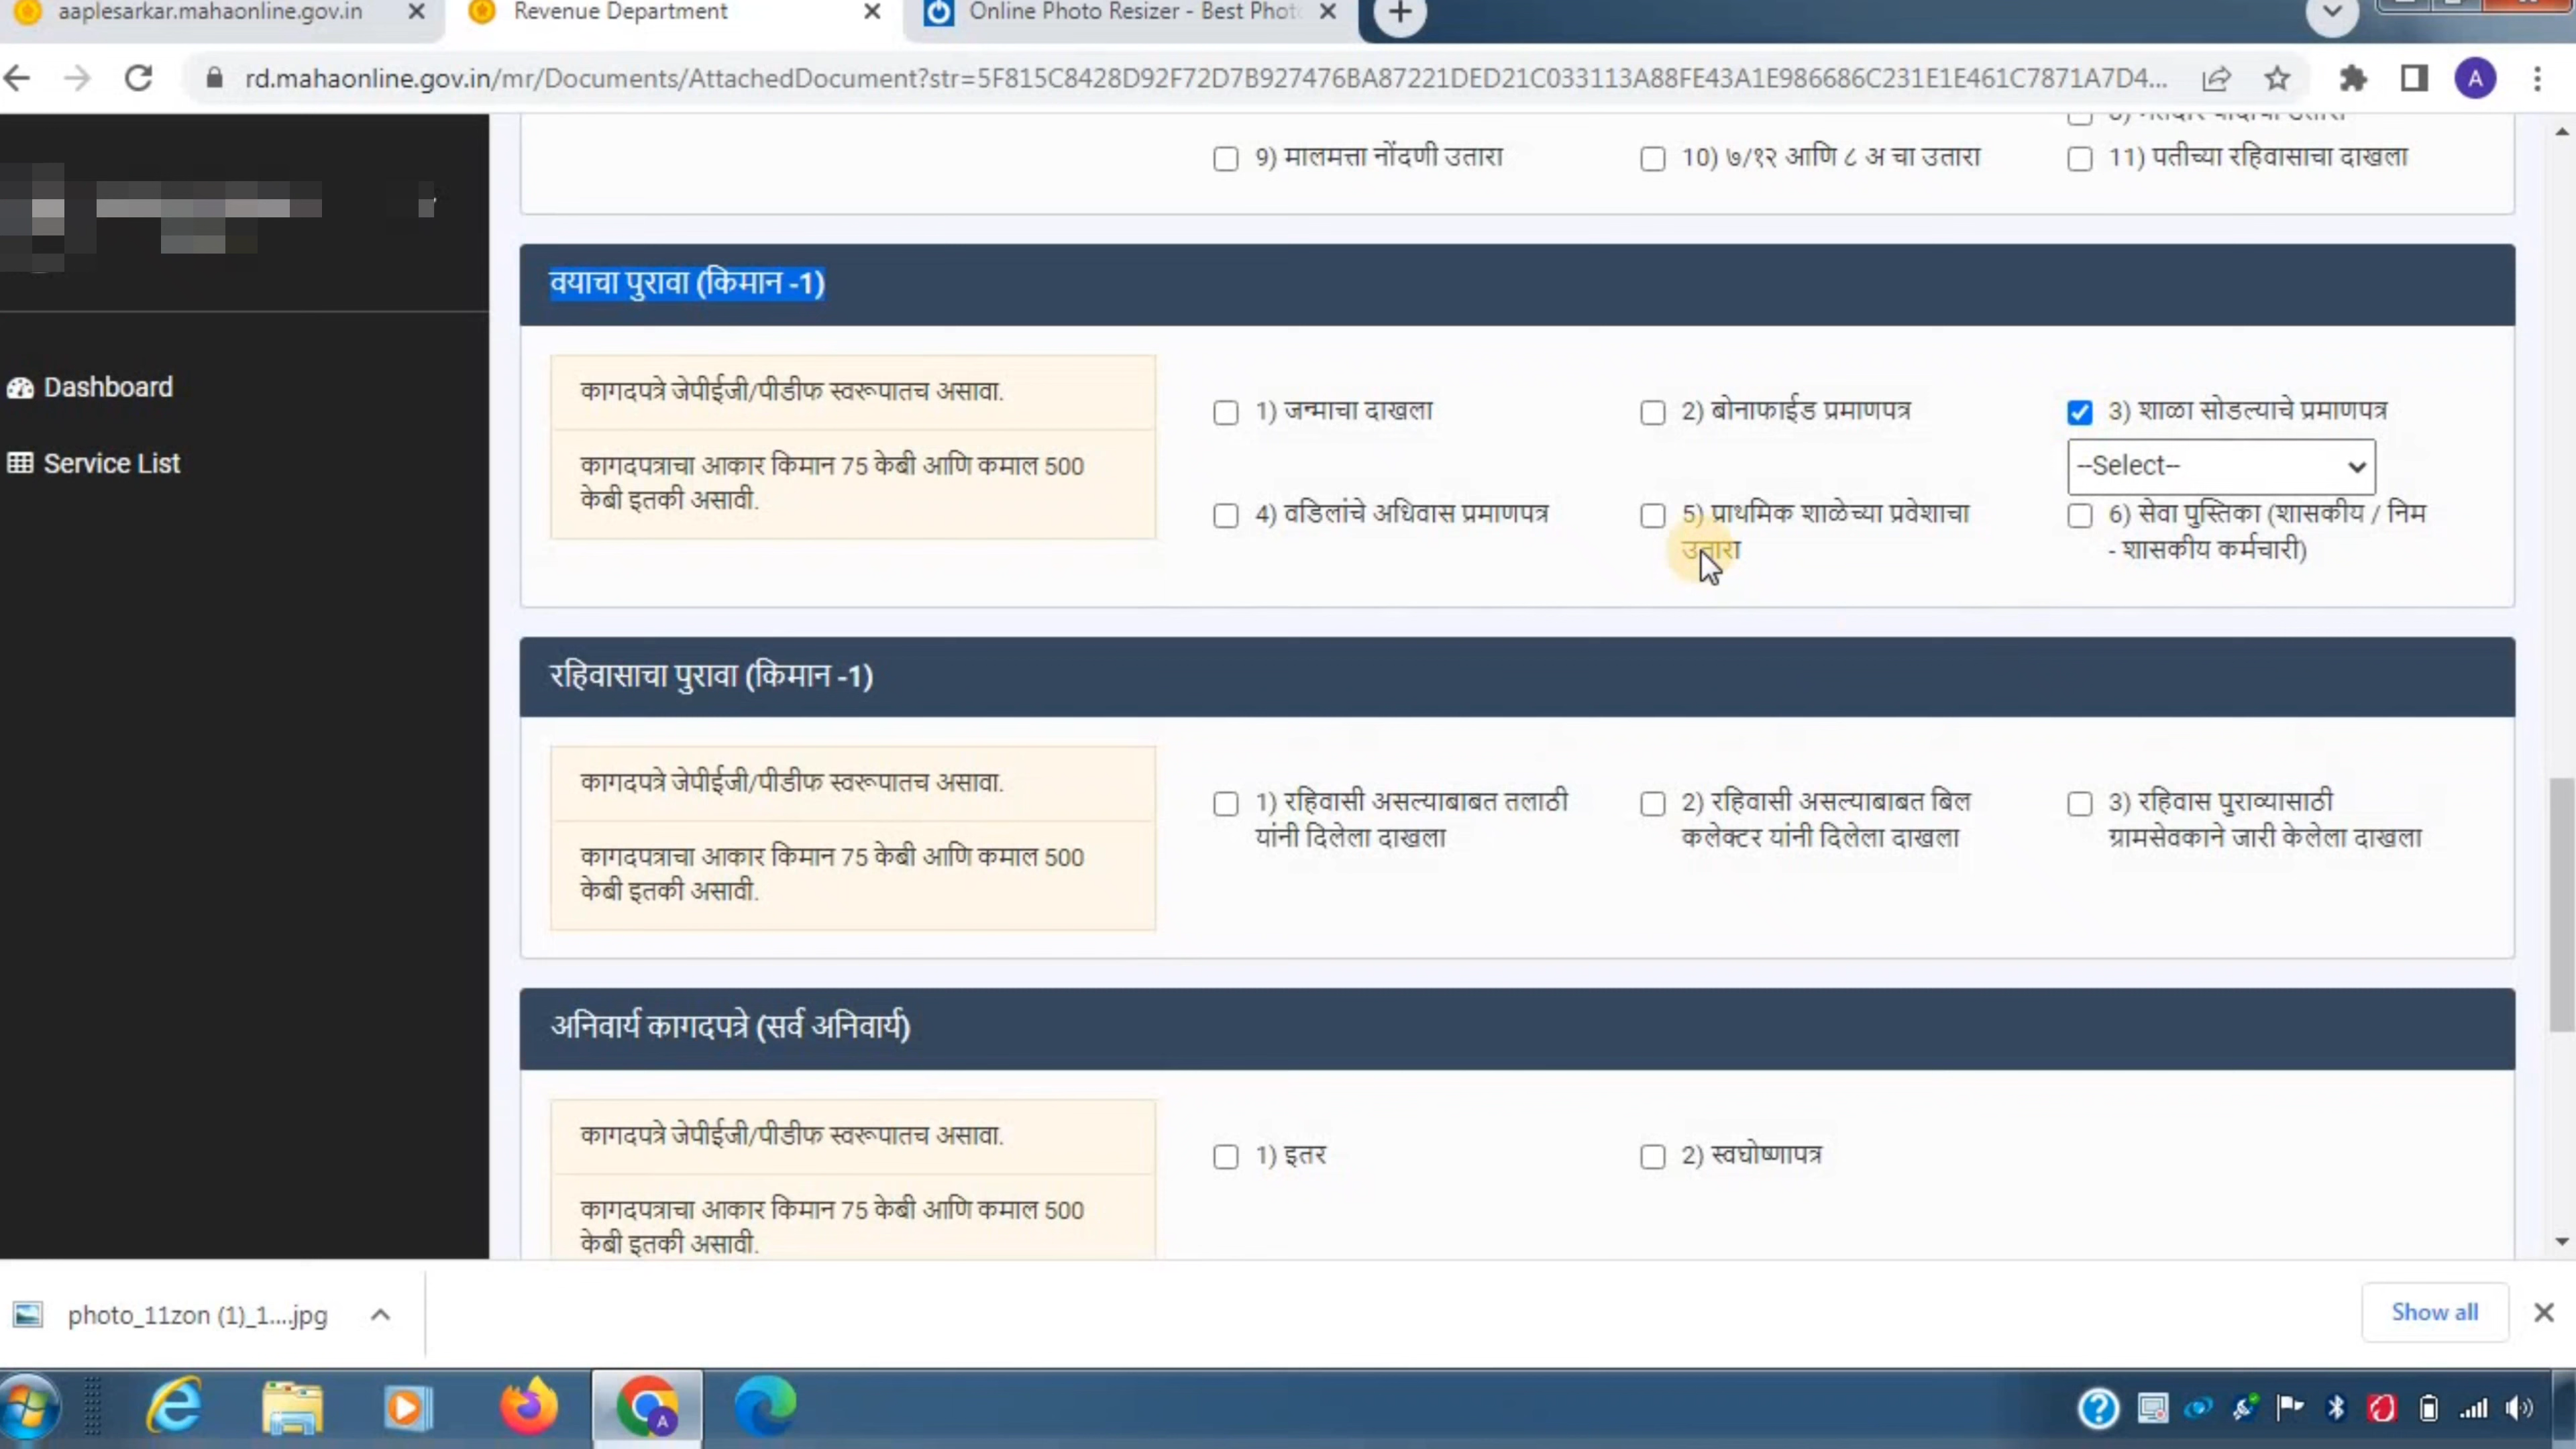 aaplesarkar.mahaonline.gov.in
Revenue Department
Online Photo Resizer - Best Phot
rd.mahaonline.gov.in/mr/Documents/AttachedDocument?str=5F815C8428D92F72D7B927476BA87221DED21C033113A88FE43A1E986686C231E1E461C7871A7D4...
A
9) मालमत्ता नोंदणी उतारा
10) ७/१२ आणि ८ अ चा उतारा
11) पतीच्या रहिवासाचा दाखला
Dashboard
Service List
वयाचा पुरावा (किमान -1)
कागदपत्रे जेपीईजी/पीडीफ स्वरूपातच असावा.
कागदपत्राचा आकार किमान 75 केबी आणि कमाल 500
केबी इतकी असावी.
1) जन्माचा दाखला
2) बोनाफाईड प्रमाणपत्र
3) शाळा सोडल्याचे प्रमाणपत्र
--Select--
4) वडिलांचे अधिवास प्रमाणपत्र
5) प्राथमिक शाळेच्या प्रवेशाचा
उतारा
6) सेवा पुस्तिका (शासकीय / निम
- शासकीय कर्मचारी)
रहिवासाचा पुरावा (किमान -1)
कागदपत्रे जेपीईजी/पीडीफ स्वरूपातच असावा.
कागदपत्राचा आकार किमान 75 केबी आणि कमाल 500
केबी इतकी असावी.
1) रहिवासी असल्याबाबत तलाठी
यांनी दिलेला दाखला
2) रहिवासी असल्याबाबत बिल
कलेक्टर यांनी दिलेला दाखला
3) रहिवास पुराव्यासाठी
ग्रामसेवकाने जारी केलेला दाखला
अनिवार्य कागदपत्रे (सर्व अनिवार्य)
कागदपत्रे जेपीईजी/पीडीफ स्वरूपातच असावा.
कागदपत्राचा आकार किमान 75 केबी आणि कमाल 500
केबी इतकी असावी.
1) इतर
2) स्वघोष्णापत्र
photo_11zon (1)_1....jpg
Show all
A